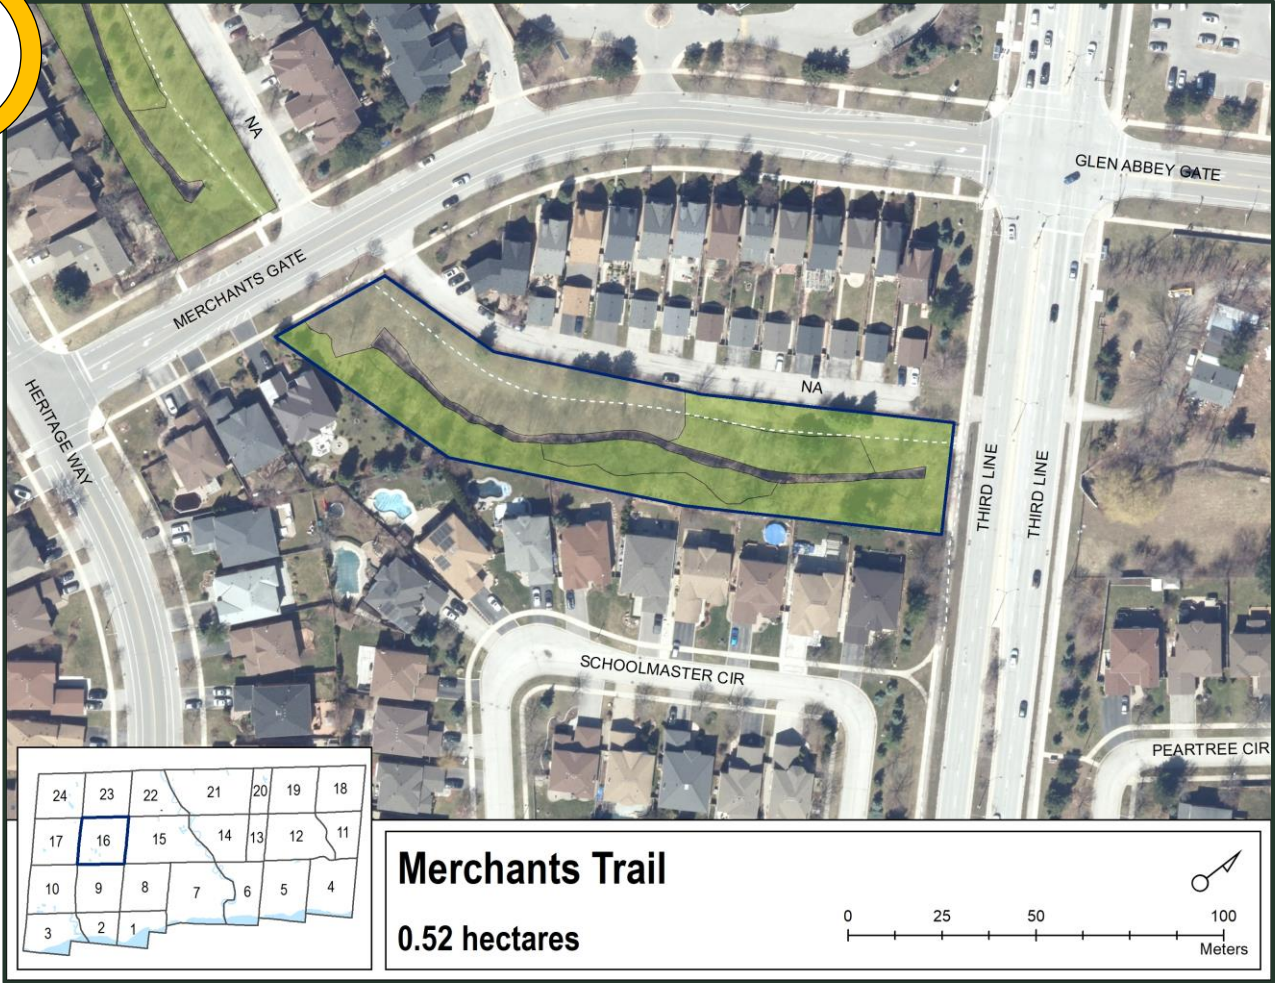 NA
GLEN ABBEY GATE
MERCHANTS GATE
HERITAGE WAY
NA
THIRD LINE
THIRD LINE
SCHOOLMASTER CIR
PEARTREE CIR
24 23 22 21 20 19 18
17 16 15 14 13 12 11
10 9 8 7 6 5 4
3 2 1
Merchants Trail
0.52 hectares
0 25 50 100
Meters